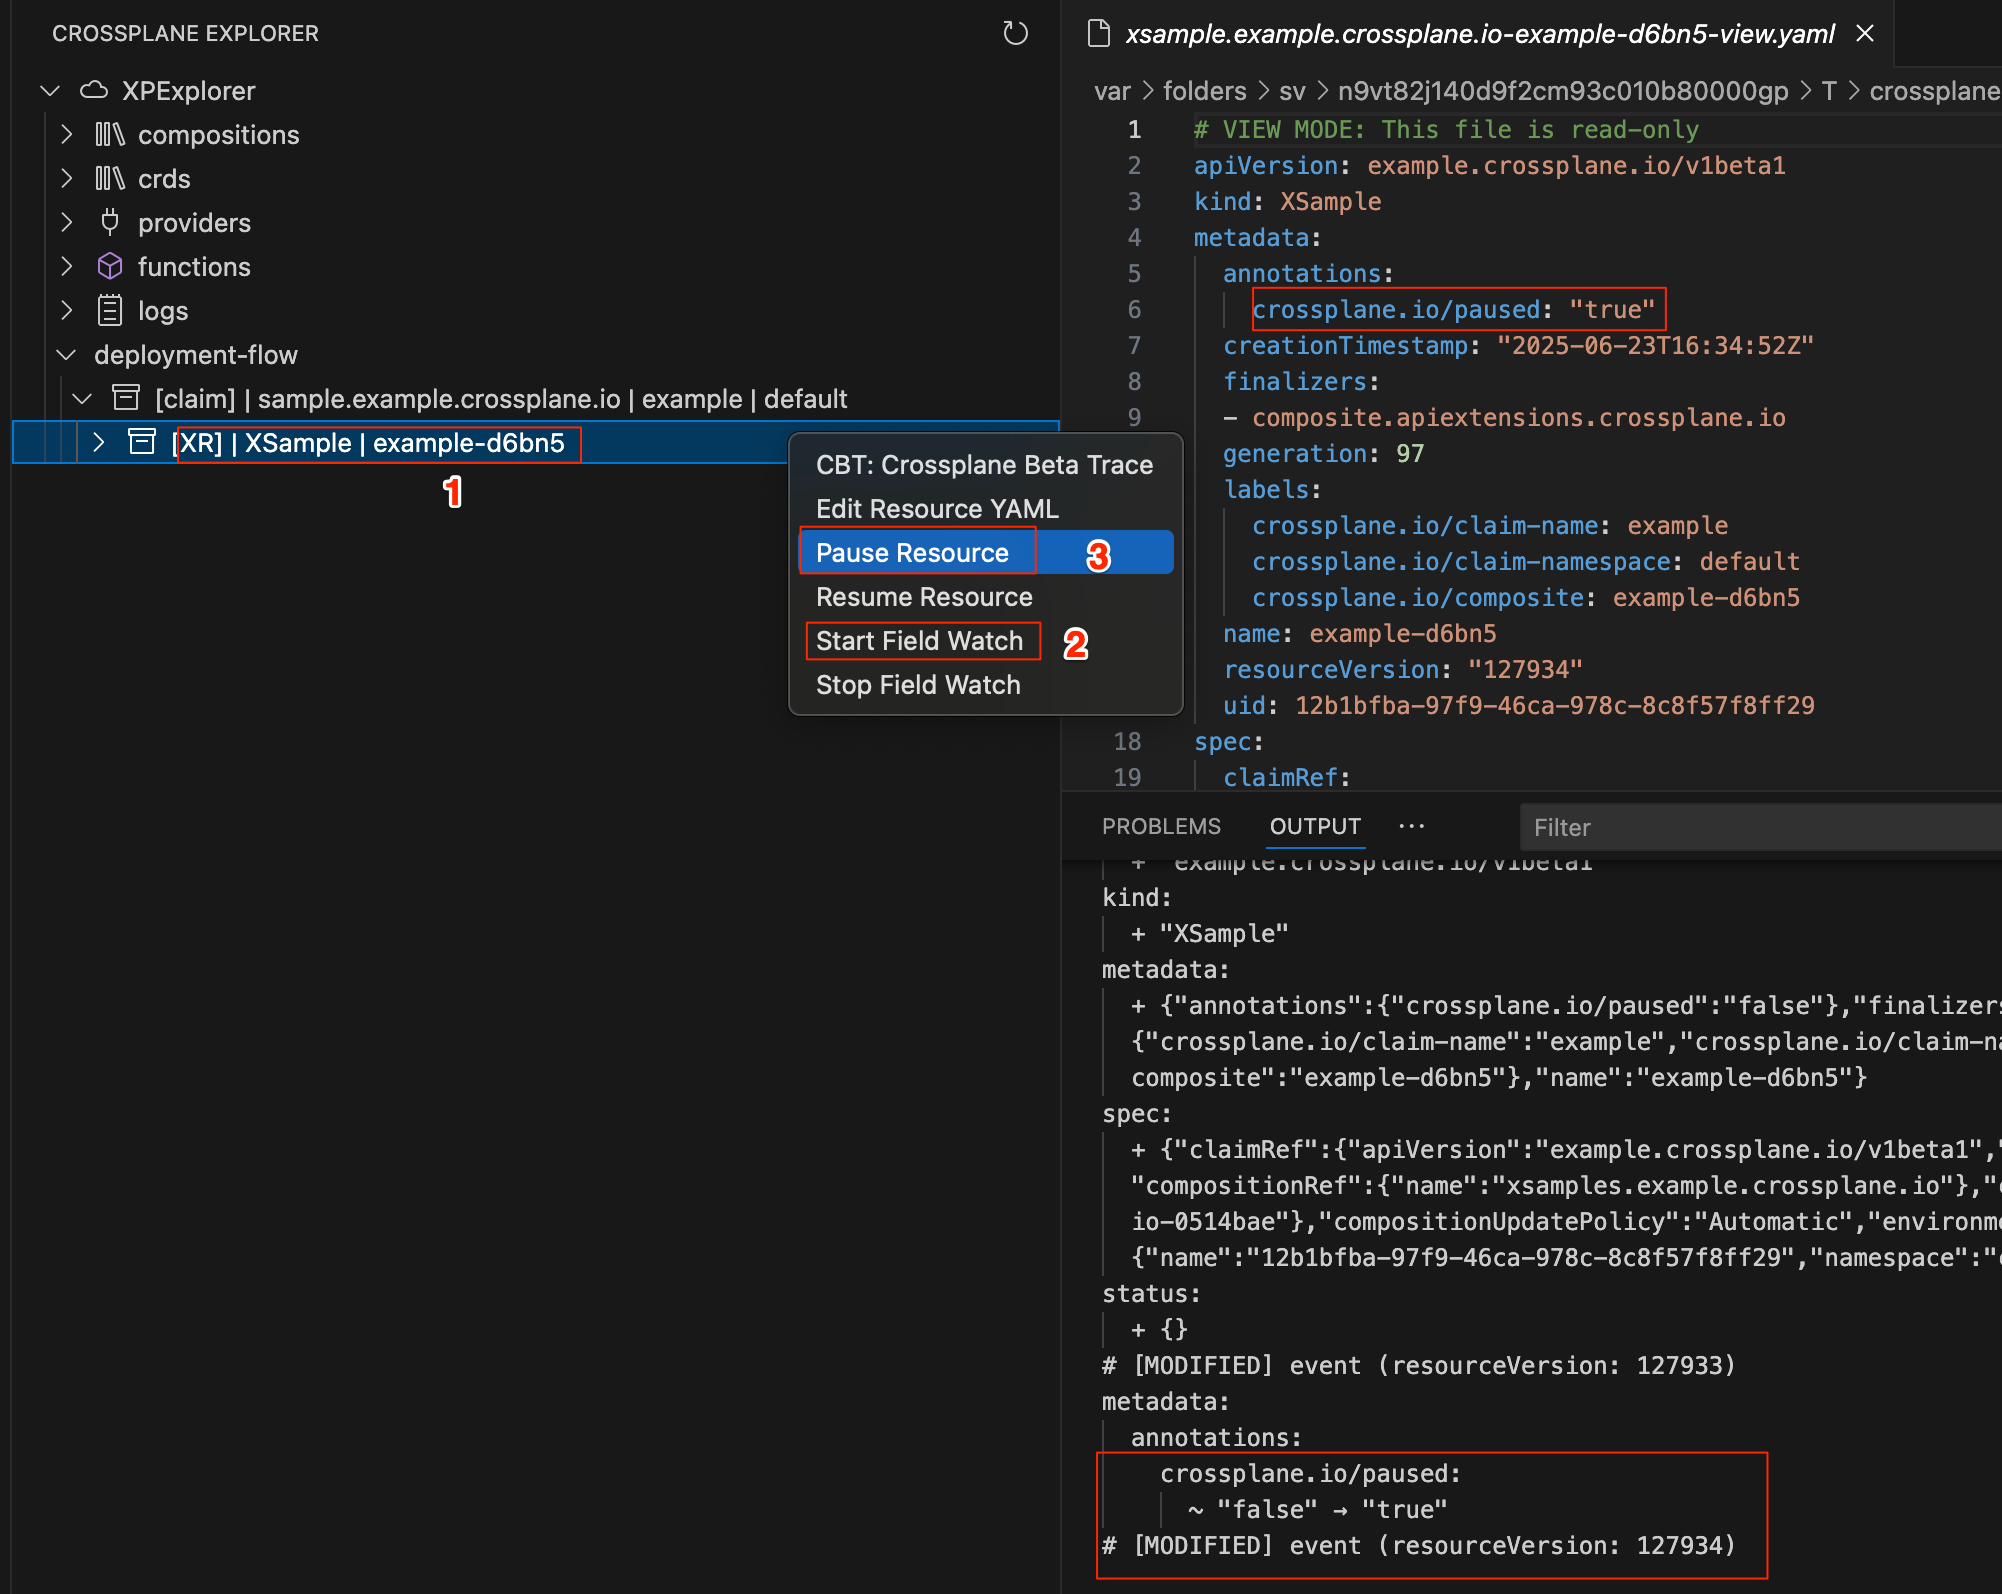 CROSSPLANE EXPLORER
XPExplorer
compositions
crds
providers
functions
logs
deployment-flow
[claim] | sample.example.crossplane.io | example | default
[XR] | XSample | example-d6bn5
1
CBT: Crossplane Beta Trace
Edit Resource YAML
Pause Resource
3
Resume Resource
Start Field Watch
2
Stop Field Watch
xsample.example.crossplane.io-example-d6bn5-view.yaml
var > folders > sv > n9vt82j140d9f2cm93c010b80000gp > T > crossplane
1 # VIEW MODE: This file is read-only
2 apiVersion: example.crossplane.io/v1beta1
3 kind: XSample
4 metadata:
5 annotations:
6 crossplane.io/paused: "true"
7 creationTimestamp: "2025-06-23T16:34:52Z"
8 finalizers:
9 - composite.apiextensions.crossplane.io
generation: 97
labels:
crossplane.io/claim-name: example
crossplane.io/claim-namespace: default
crossplane.io/composite: example-d6bn5
name: example-d6bn5
resourceVersion: "127934"
uid: 12b1bfba-97f9-46ca-978c-8c8f57f8ff29
18 spec:
19 claimRef:
PROBLEMS OUTPUT ··· Filter
+ example.crossplane.io/v1beta1
kind:
+ "XSample"
metadata:
+ {"annotations":{"crossplane.io/paused":"false"},"finalizers
{"crossplane.io/claim-name":"example","crossplane.io/claim-na
composite":"example-d6bn5"},"name":"example-d6bn5"}
spec:
+ {"claimRef":{"apiVersion":"example.crossplane.io/v1beta1","
"compositionRef":{"name":"xsamples.example.crossplane.io"},"c
io-0514bae"},"compositionUpdatePolicy":"Automatic","environme
{"name":"12b1bfba-97f9-46ca-978c-8c8f57f8ff29","namespace":"c
status:
+ {}
# [MODIFIED] event (resourceVersion: 127933)
metadata:
annotations:
crossplane.io/paused:
~ "false" → "true"
# [MODIFIED] event (resourceVersion: 127934)